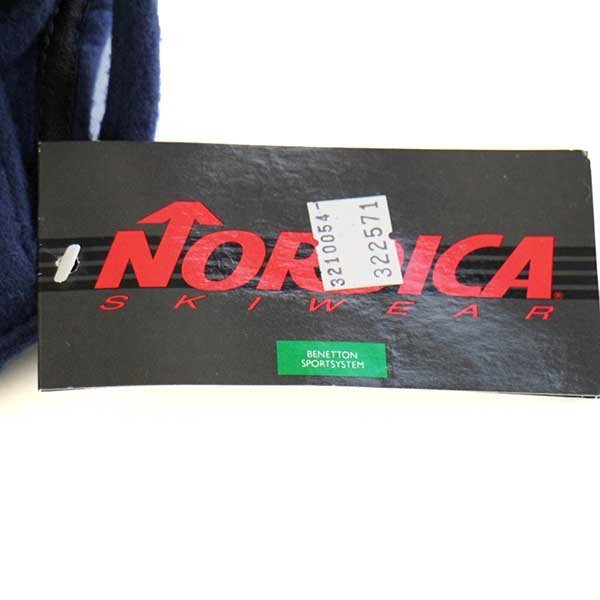 NORDICA
SKIWEAR
3210054-
322571
BENETTON
SPORTSYSTEM